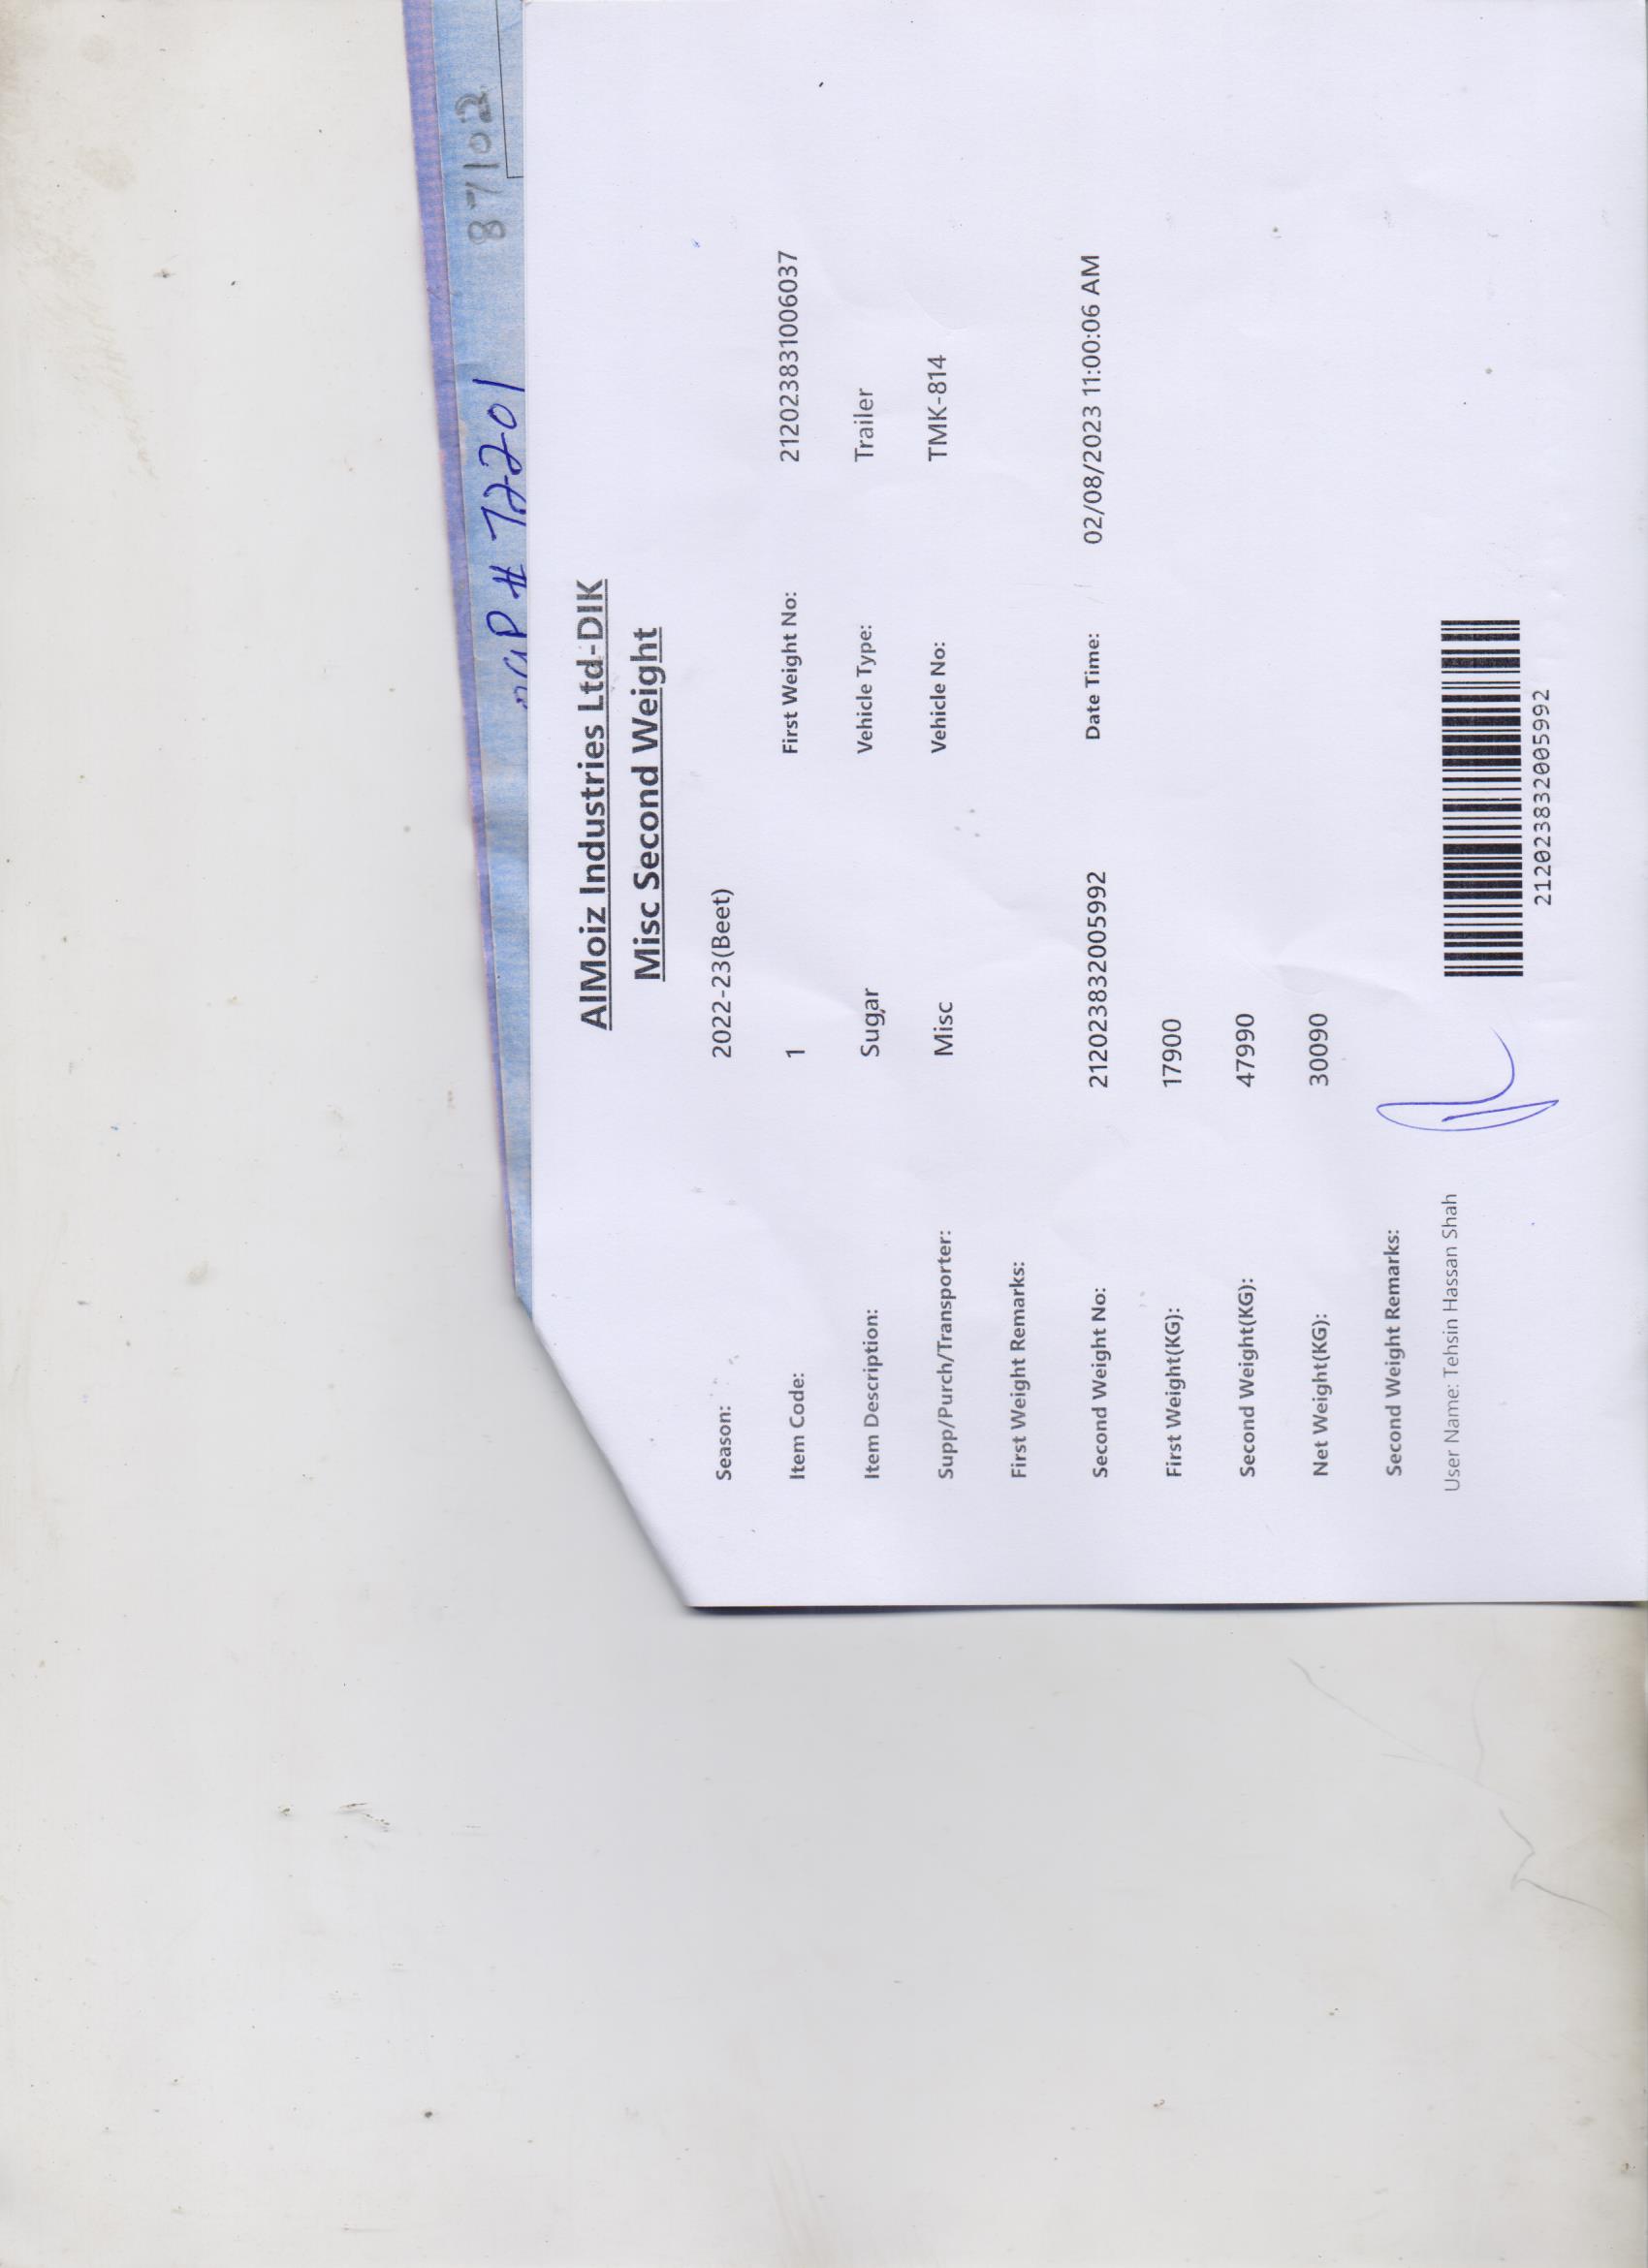 87102
# 7201
AlMoiz Industries Ltd-DIK
Misc Second Weight
Season: 2022-23(Beet)
Item Code: 1 First Weight No: 212023831006037
Item Description: Sugar Vehicle Type: Trailer
Supp/Purch/Transporter: Misc Vehicle No: TMK-814
First Weight Remarks:
Second Weight No: 212023832005992 Date Time: 02/08/2023 11:00:06 AM
First Weight(KG): 17900
Second Weight(KG): 47990
Net Weight(KG): 30090
Second Weight Remarks:
User Name: Tehsin Hassan Shah
212023832005992